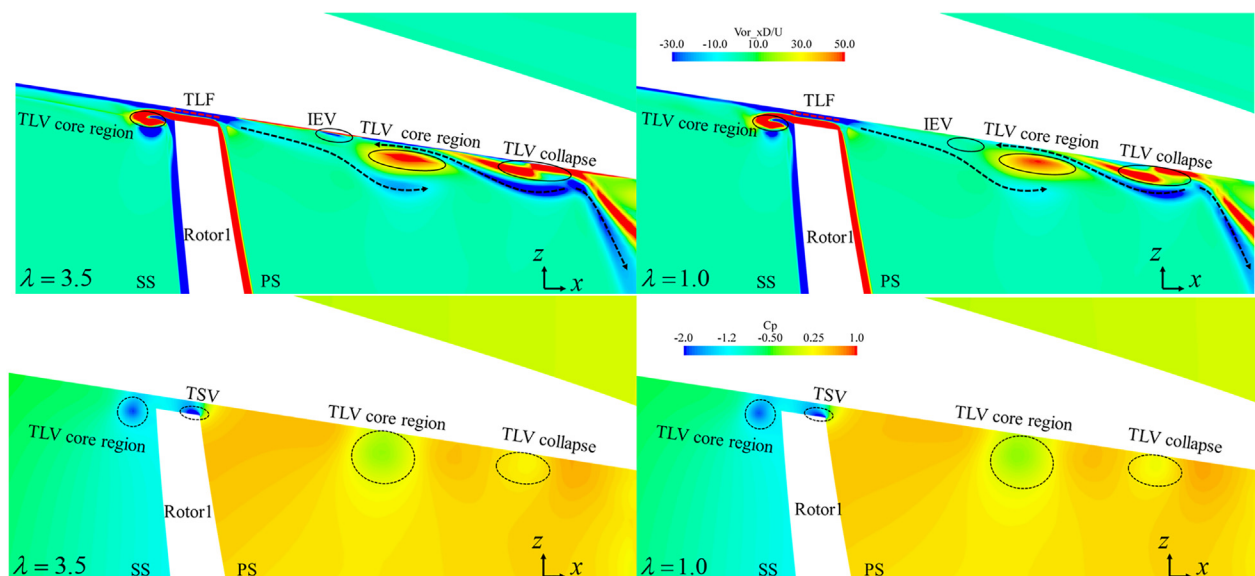 TLF
TLV core region
IEV
TLV core region
TLV collapse
Rotor1
λ = 3.5
SS
PS
z
x
Vor_xD/U
-30.0 -10.0 10.0 30.0 50.0
TLF
TLV core region
IEV
TLV core region
TLV collapse
Rotor1
λ = 1.0
SS
PS
z
x
TSV
TLV core region
TLV core region
TLV collapse
Rotor1
λ = 3.5
SS
PS
z
x
Cp
-2.0 -1.2 -0.50 0.25 1.0
TSV
TLV core region
TLV core region
TLV collapse
Rotor1
λ = 1.0
SS
PS
z
x